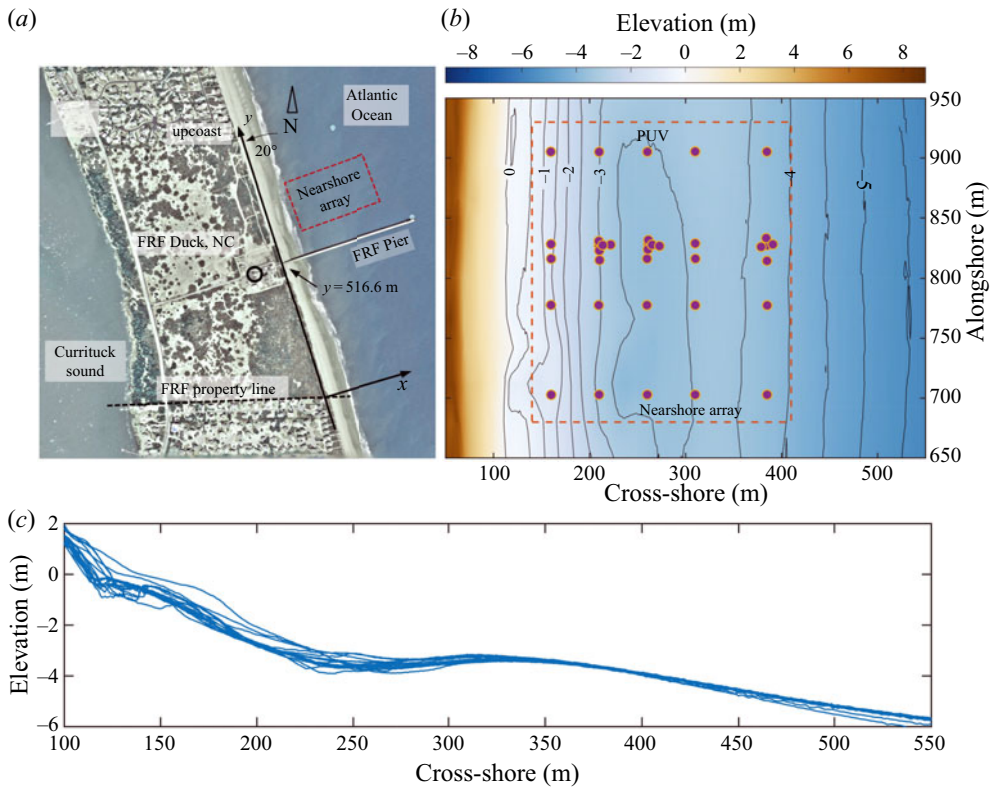 (a)
Atlantic
Ocean
N
y
upcoast
20°
Nearshore
array
FRF Duck, NC
FRF Pier
y = 516.6 m
Currituck
sound
FRF property line
x
(b)
Elevation (m)
–8 –6 –4 –2 0 2 4 6 8
PUV
0 –1 –2 –3 4 –5
Nearshore array
950
900
850
800
750
700
650
Alongshore (m)
100 200 300 400 500
Cross-shore (m)
(c)
2
0
–2
–4
–6
Elevation (m)
100 150 200 250 300 350 400 450 500 550
Cross-shore (m)